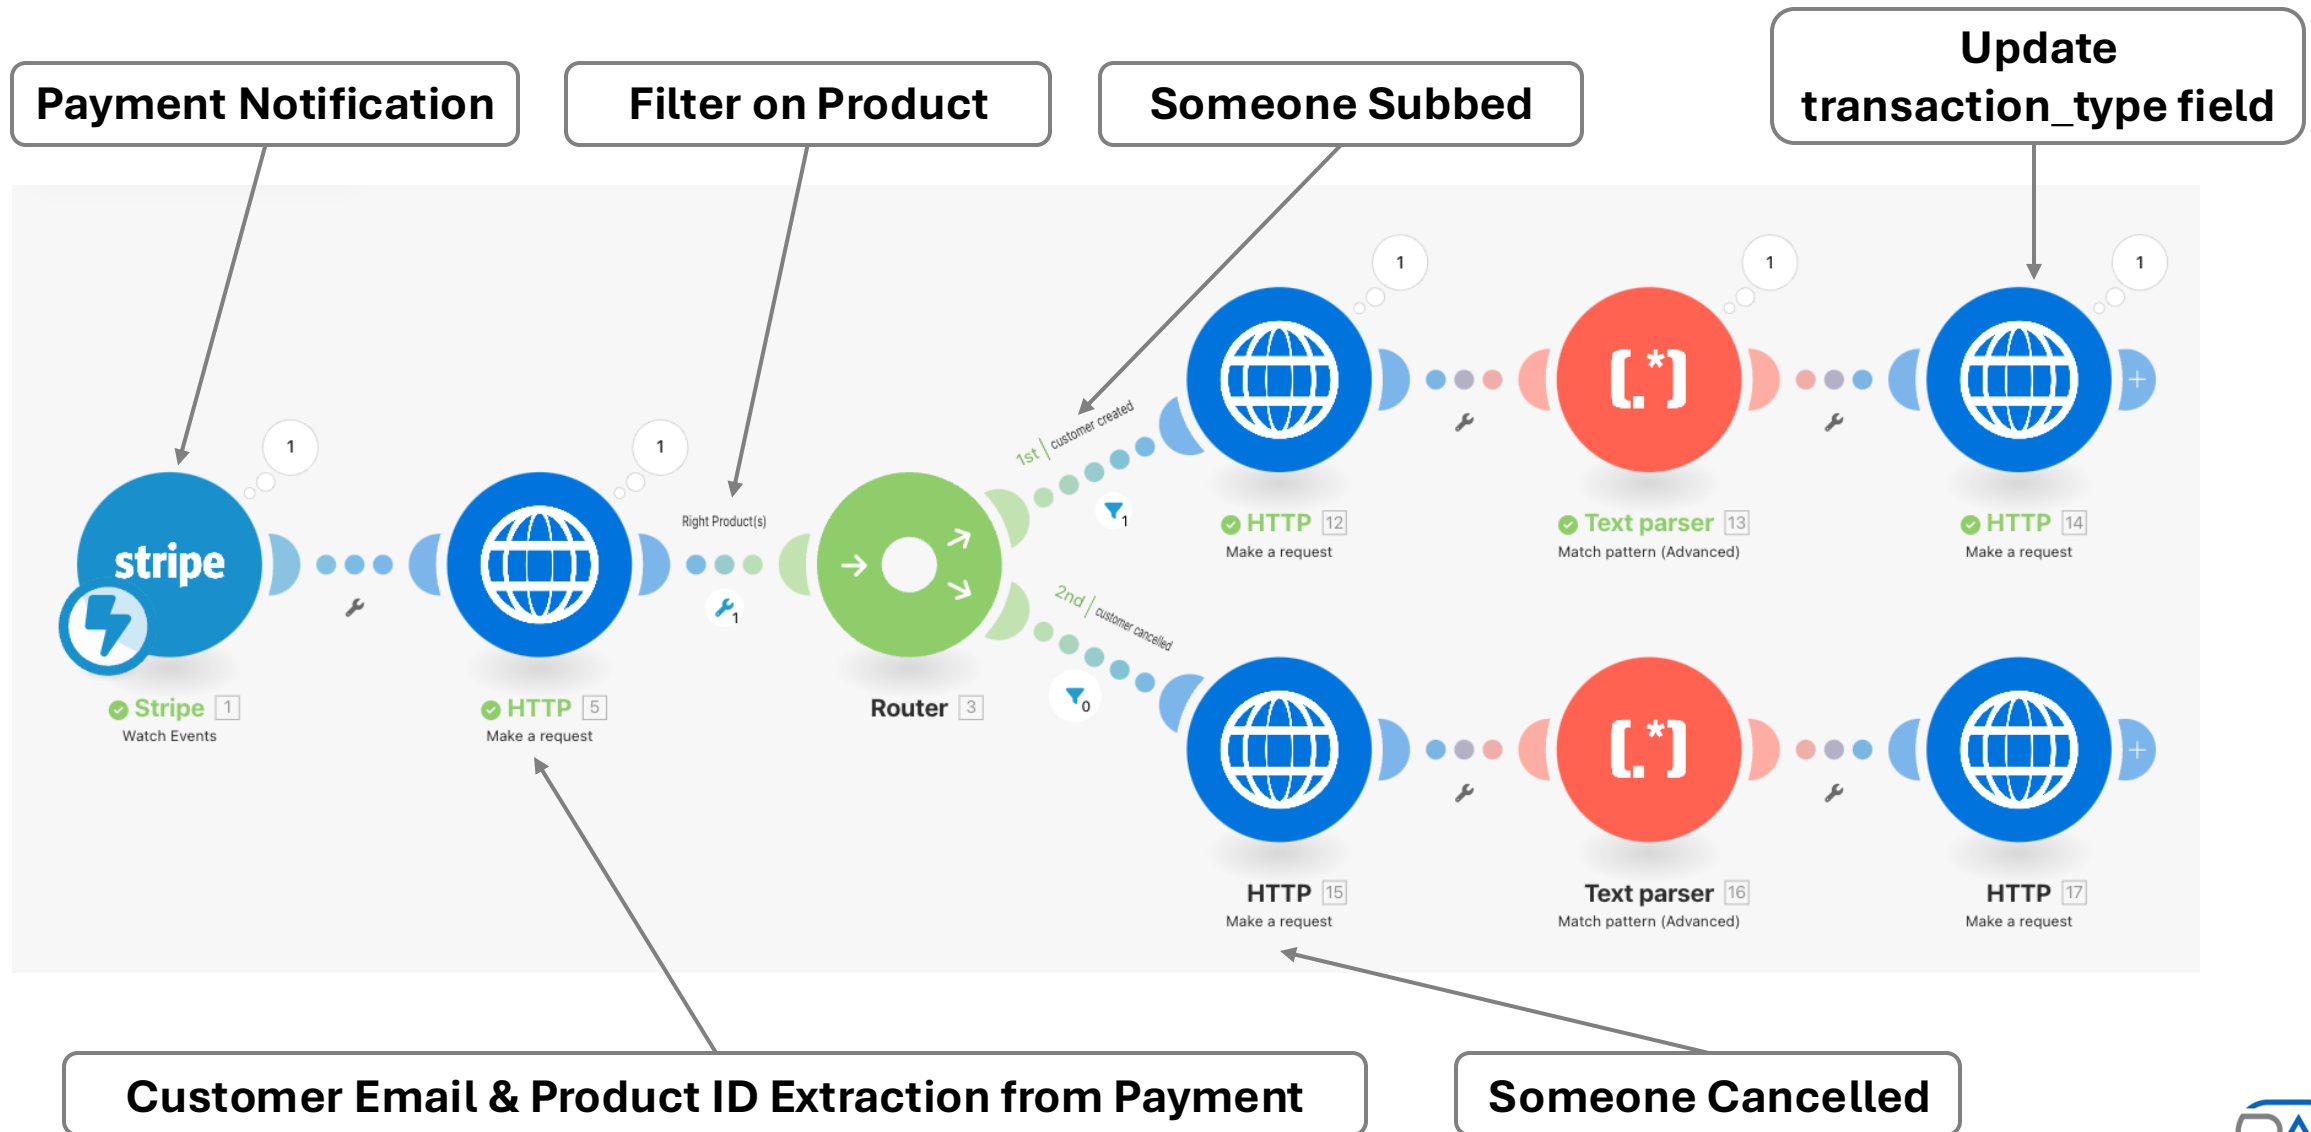 Update
transaction_type field
Payment Notification
Filter on Product
Someone Subbed
1
1
1
1st | customer created
1
1
Right Product(s)
1
HTTP 12
Make a request
Text parser 13
Match pattern (Advanced)
HTTP 14
Make a request
stripe
[.*]
1
2nd | customer cancelled
0
Stripe 1
Watch Events
HTTP 5
Make a request
Router 3
[.*]
HTTP 15
Make a request
Text parser 16
Match pattern (Advanced)
HTTP 17
Make a request
Customer Email & Product ID Extraction from Payment
Someone Cancelled